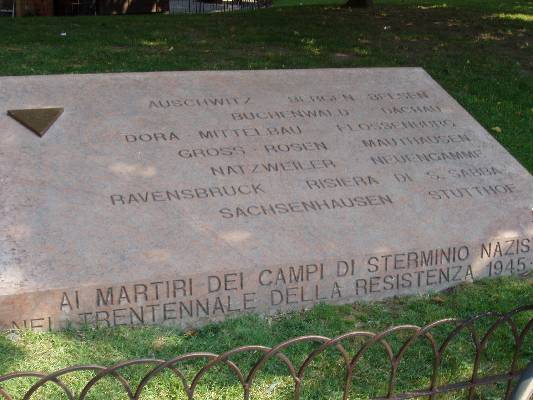 AUSCHWITZ BERGEN BELSEN
BUCHENWALD DACHAU
DORA MITTELBAU FLOSSENBURG
GROSS-ROSEN MAUTHAUSEN
NATZWEILER NEUENGAMME
RAVENSBRUCK RISIERA DI S. SABBA
SACHSENHAUSEN STUTTHOF
AI MARTIRI DEI CAMPI DI STERMINIO NAZIS
NEL TRENTENNALE DELLA RESISTENZA 1945-